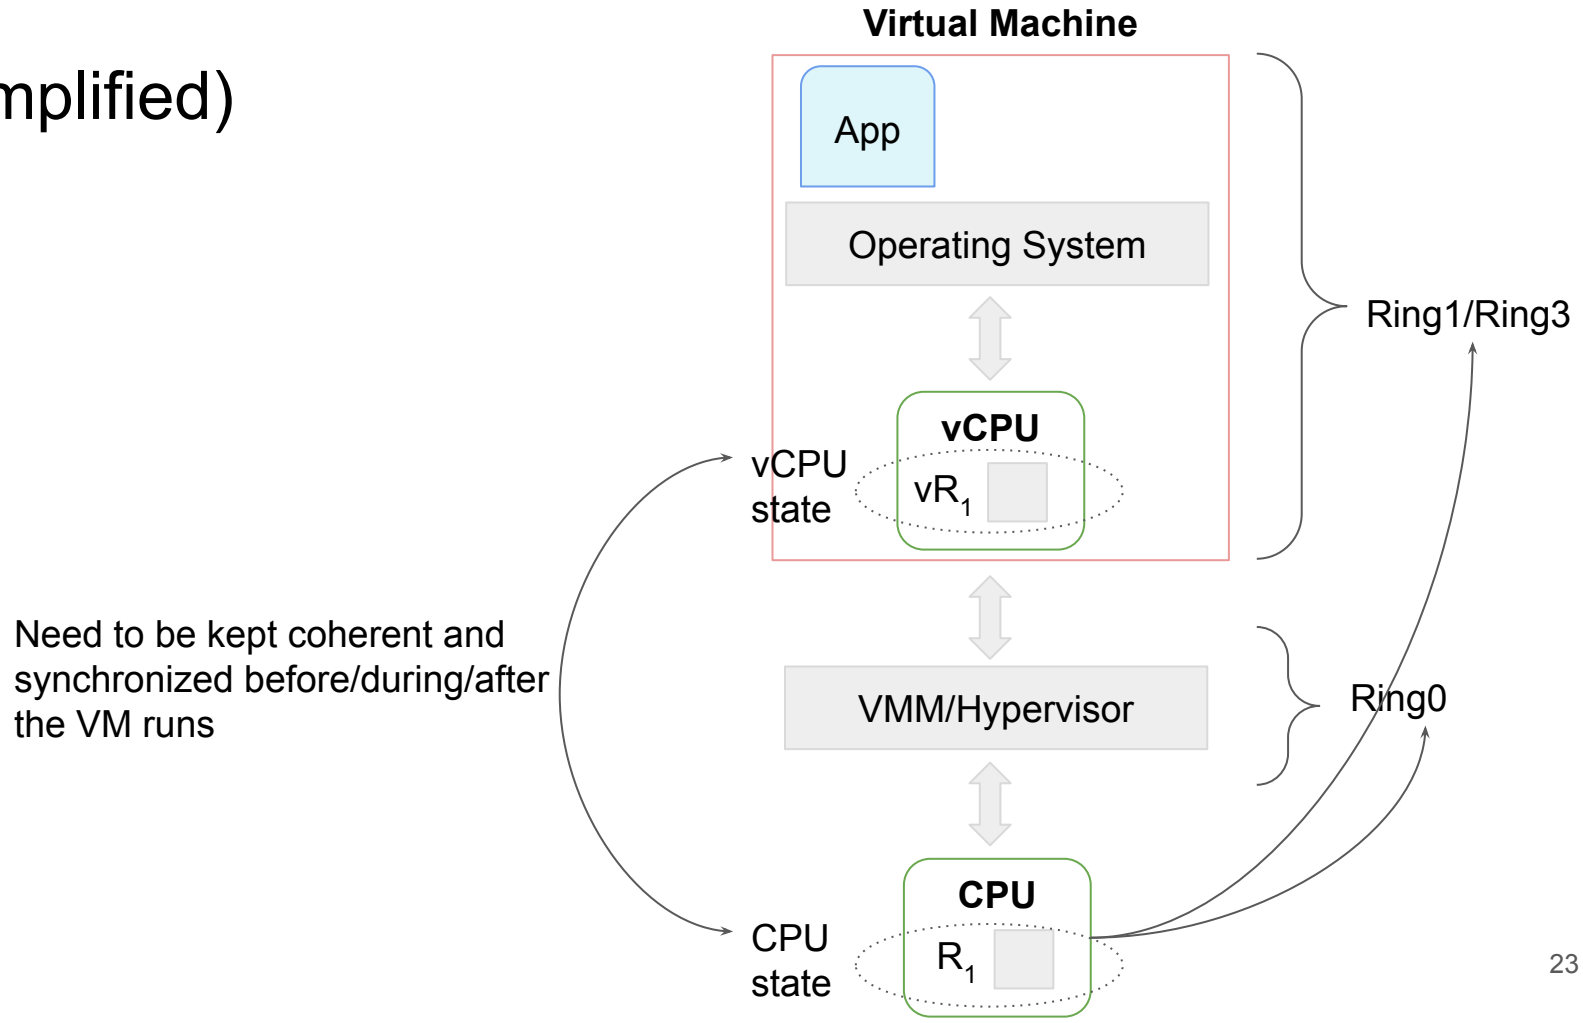 Virtual Machine
mplified)
App
Operating System
Ring1/Ring3
vCPU
vCPU
state
vR1
Need to be kept coherent and
synchronized before/during/after
the VM runs
VMM/Hypervisor
Ring0
CPU
CPU
state
R1
23